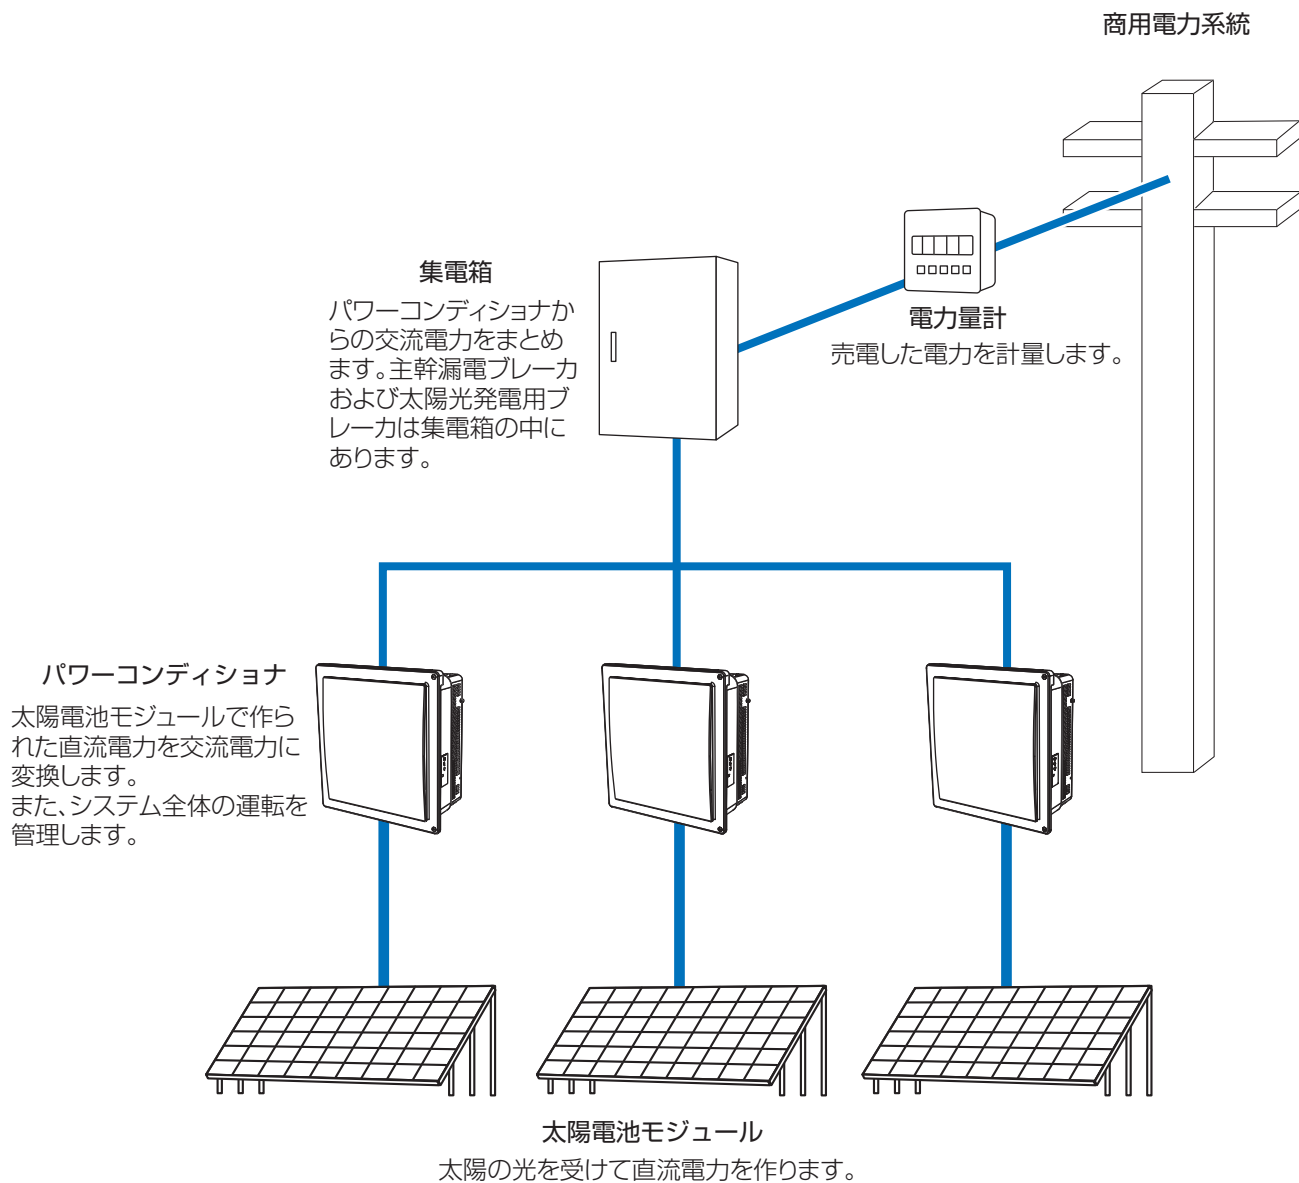 商用電力系統
集電箱
パワーコンディショナか
らの交流電力をまとめ
ます。主幹漏電ブレーカ
および太陽光発電用ブ
レーカは集電箱の中に
あります。
電力量計
売電した電力を計量します。
パワーコンディショナ
太陽電池モジュールで作ら
れた直流電力を交流電力に
変換します。
また、システム全体の運転を
管理します。
太陽電池モジュール
太陽の光を受けて直流電力を作ります。